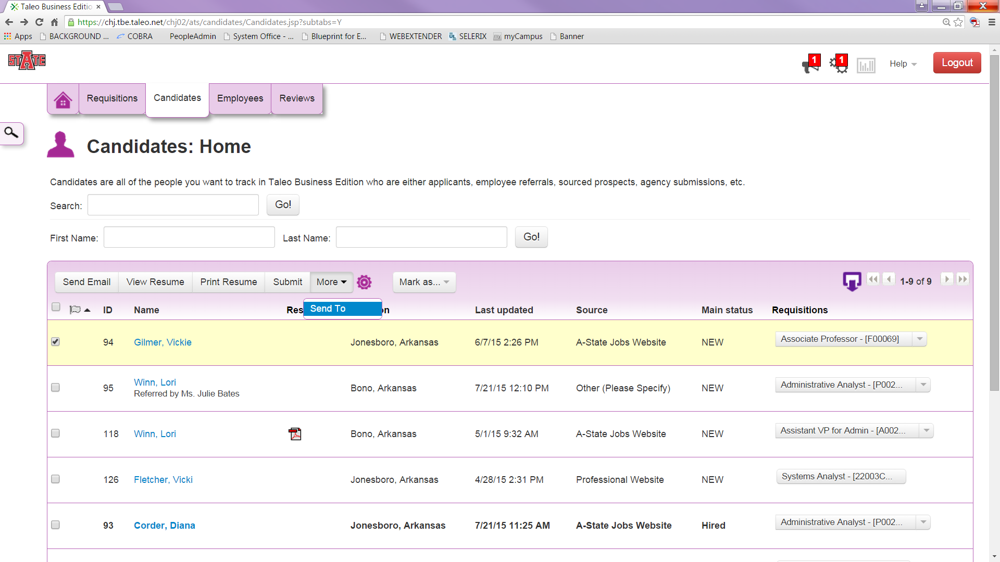 Taleo Business Editio
https://chj.tbe.taleo.net/chj02/ats/candidates/Candidates.jsp?subtabs=Y
Apps BACKGROUND ... COBRA PeopleAdmin System Office - ... Blueprint for E... WEBEXTENDER UL SELERIX my myCampus Banner
STATE
1 1 Help Logout
Requisitions Candidates Employees Reviews
Candidates: Home
Candidates are all of the people you want to track in Taleo Business Edition who are either applicants, employee referrals, sourced prospects, agency submissions, etc.
Search: Go!
First Name: Last Name: Go!
Send Email View Resume Print Resume Submit More Mark as... 1-9 of 9
Send To
ID Name Res on Last updated Source Main status Requisitions
94 Gilmer, Vickie Jonesboro, Arkansas 6/7/15 2:26 PM A-State Jobs Website NEW Associate Professor - [F00069]
95 Winn, Lori Bono, Arkansas 7/21/15 12:10 PM Other (Please Specify) NEW Administrative Analyst - [P002...
Referred by Ms. Julie Bates
118 Winn, Lori Bono, Arkansas 5/1/15 9:32 AM A-State Jobs Website NEW Assistant VP for Admin - [A002...
126 Fletcher, Vicki Jonesboro, Arkansas 4/28/15 2:31 PM Professional Website NEW Systems Analyst - [22003C...
93 Corder, Diana Jonesboro, Arkansas 7/21/15 11:25 AM A-State Jobs Website Hired Administrative Analyst - [P002...